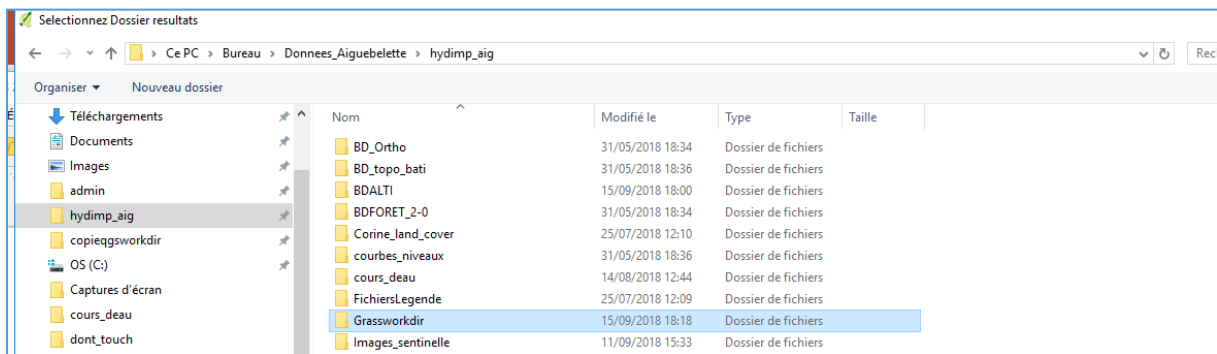 Selectionnez Dossier resultats
Ce PC > Bureau > Donnees_Aiguebelette > hydimp_aig
Rec
Organiser Nouveau dossier
Téléchargements
Documents
Images
admin
hydimp_aig
copieqgsworkdir
OS (C:)
Captures d'écran
cours_deau
dont_touch
Nom Modifié le Type Taille
BD_Ortho 31/05/2018 18:34 Dossier de fichiers
BD_topo_bati 31/05/2018 18:36 Dossier de fichiers
BDALTI 15/09/2018 18:00 Dossier de fichiers
BDFORET_2-0 31/05/2018 18:34 Dossier de fichiers
Corine_land_cover 25/07/2018 12:10 Dossier de fichiers
courbes_niveaux 31/05/2018 18:36 Dossier de fichiers
cours_deau 14/08/2018 12:44 Dossier de fichiers
FichiersLegende 25/07/2018 12:09 Dossier de fichiers
Grassworkdir 15/09/2018 18:18 Dossier de fichiers
Images_sentinelle 11/09/2018 15:33 Dossier de fichiers